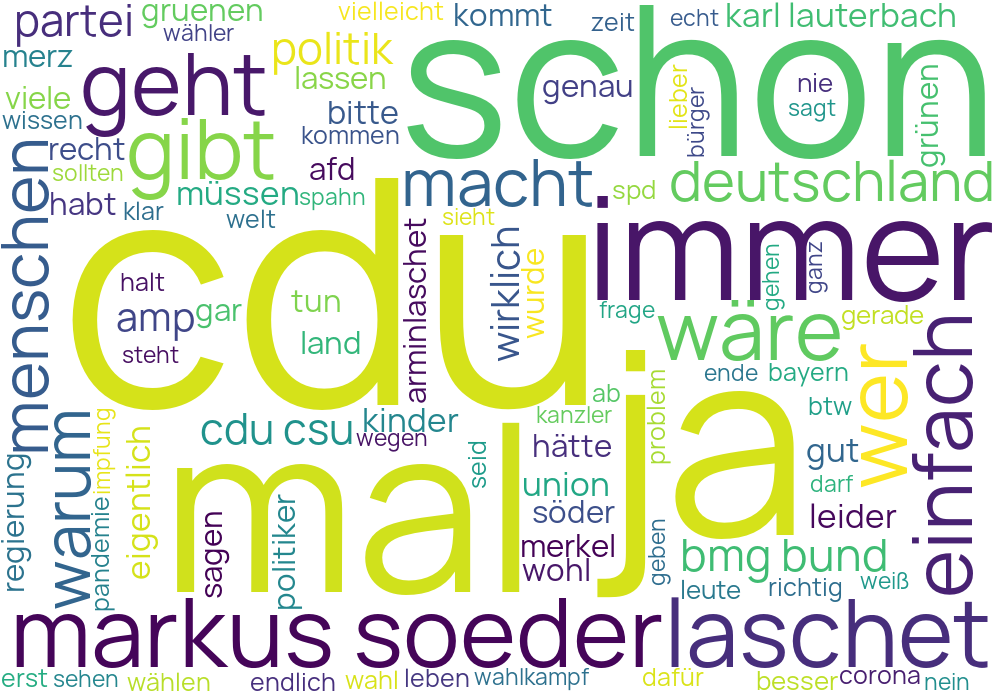 partei
gruenen
wähler
vielleicht
kommt
zeit
echt
karl lauterbach
merz
geht
politik
lassen
schon
genau
lieber
bürger
nie
sagt
grünen
viele
wissen
bitte
kommen
recht
sollten
gibt
afd
macht
spd
deutschland
menschen
habt
klar
müssen
spahn
welt
cdu
sieht
immer
halt
amp
gar
steht
tun
land
arminlaschet
wirklich
wurde
gehen
ganz
frage
wäre
gerade
einfach
ende
bayern
wer
btw
ab
kanzler
problem
ja
gut
darf
leider
warum
impfung
pandemie
regierung
eigentlich
cdu csu
kinder
wegen
seid
hätte
union
söder
mal
sagen
politiker
merkel
wohl
geben
bmg bund
leute
richtig
weiß
markus soeder
laschet
erst
sehen
wählen
endlich
wahl
leben
wahlkampf
dafür
besser
corona
nein